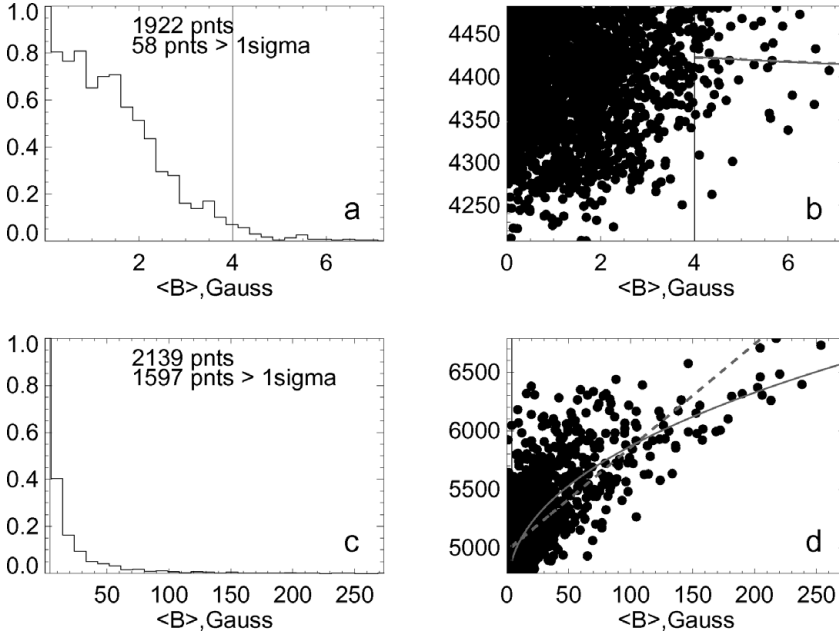 1.0
0.8
0.6
0.4
0.2
0.0
1922 pnts
58 pnts > 1sigma
a
2 4 6
<B>,Gauss
4450
4400
4350
4300
4250
b
0 2 4 6
<B>,Gauss
1.0
0.8
0.6
0.4
0.2
0.0
2139 pnts
1597 pnts > 1sigma
c
50 100 150 200 250
<B>,Gauss
6500
6000
5500
5000
d
0 50 100 150 200 250
<B>,Gauss